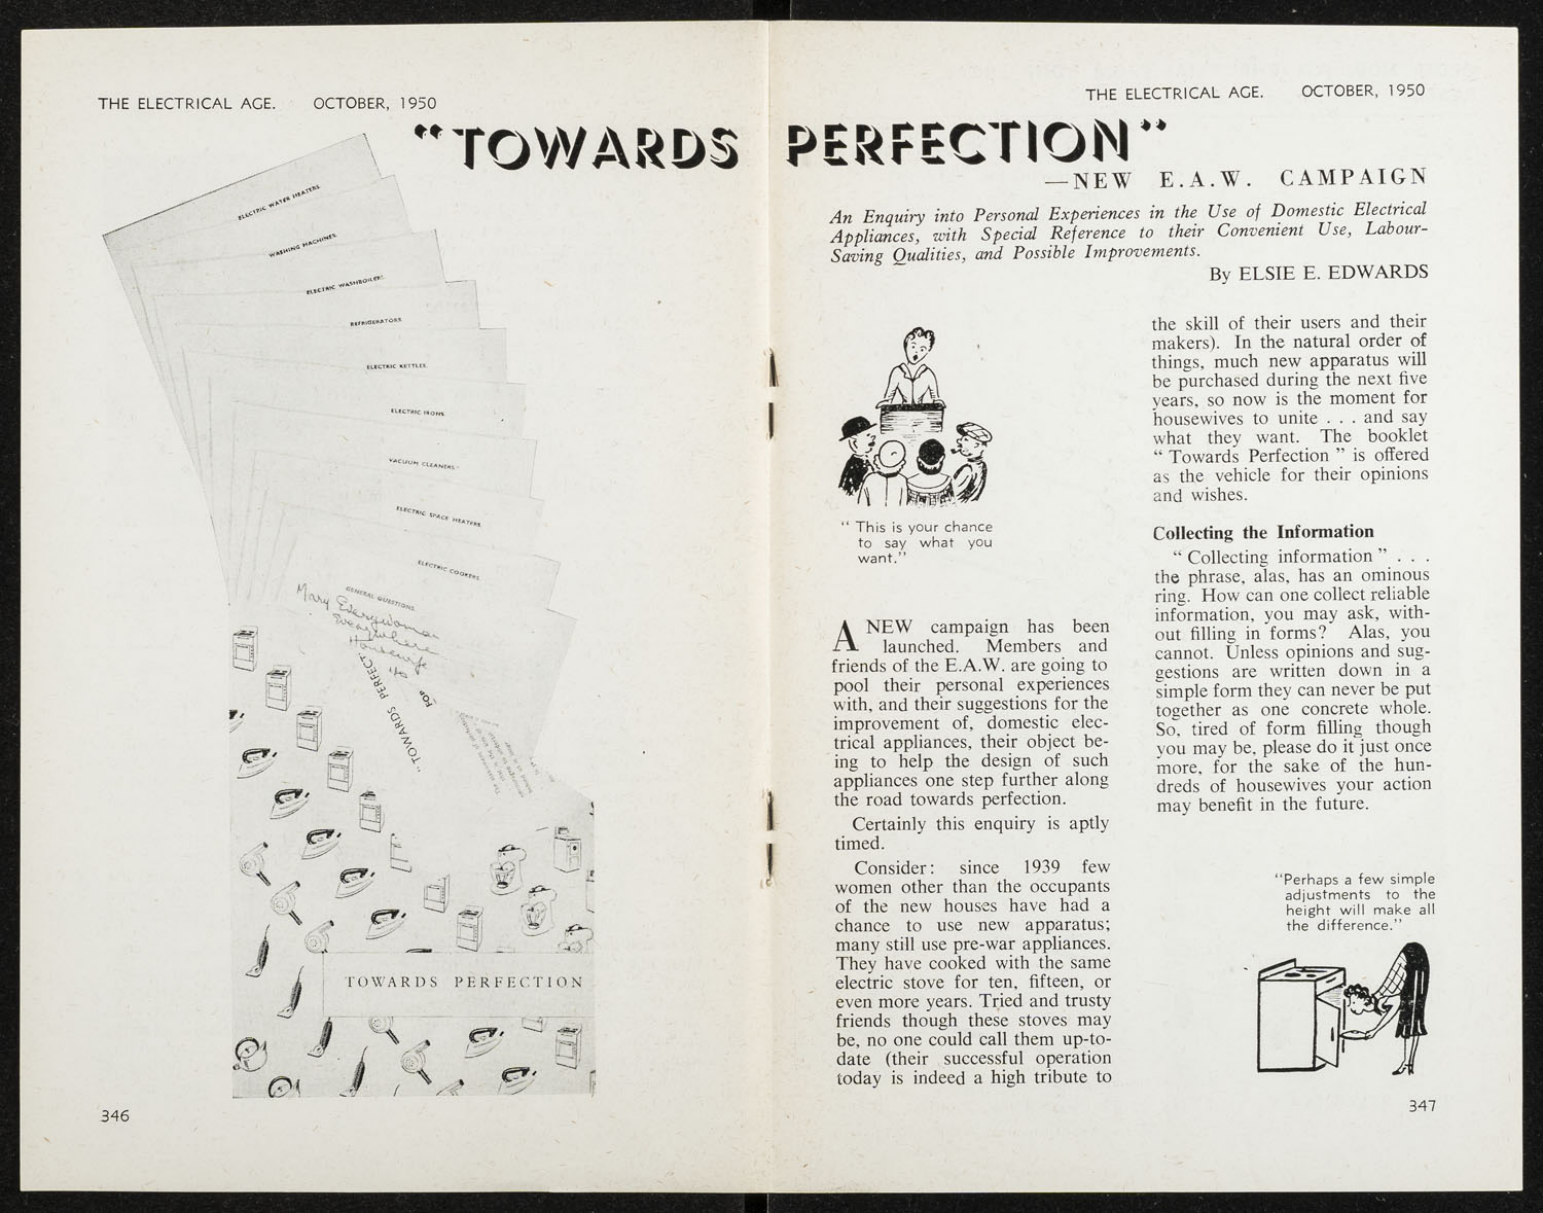 THE ELECTRICAL AGE. OCTOBER, 1950
THE ELECTRICAL AGE. OCTOBER, 1950
"TOWARDS PERFECTION"
—NEW E.A.W. CAMPAIGN
An Enquiry into Personal Experiences in the Use of Domestic Electrical
Appliances, with Special Reference to their Convenient Use, Labour-
Saving Qualities, and Possible Improvements.
By ELSIE E. EDWARDS
ELECTRIC WATER HEATERS
WASHING MACHINES
ELECTRIC WASHBOILERS
REFRIGERATORS
ELECTRIC KETTLES
ELECTRIC IRONS
VACUUM CLEANERS
ELECTRIC SPACE HEATERS
ELECTRIC COOKERS
GENERAL QUESTIONS
Mary Everywoman
Everywhere
Housewife
"TOWARDS PERFECT
FOR
TOWARDS PERFECTION
346
" This is your chance
to say what you
want."
A NEW campaign has been
launched. Members and
friends of the E.A.W. are going to
pool their personal experiences
with, and their suggestions for the
improvement of, domestic elec-
trical appliances, their object be-
ing to help the design of such
appliances one step further along
the road towards perfection.
Certainly this enquiry is aptly
timed.
Consider: since 1939 few
women other than the occupants
of the new houses have had a
chance to use new apparatus;
many still use pre-war appliances.
They have cooked with the same
electric stove for ten, fifteen, or
even more years. Tried and trusty
friends though these stoves may
be, no one could call them up-to-
date (their successful operation
today is indeed a high tribute to
the skill of their users and their
makers). In the natural order of
things, much new apparatus will
be purchased during the next five
years, so now is the moment for
housewives to unite . . . and say
what they want. The booklet
" Towards Perfection " is offered
as the vehicle for their opinions
and wishes.
Collecting the Information
" Collecting information " . . .
the phrase, alas, has an ominous
ring. How can one collect reliable
information, you may ask, with-
out filling in forms? Alas, you
cannot. Unless opinions and sug-
gestions are written down in a
simple form they can never be put
together as one concrete whole.
So, tired of form filling though
you may be, please do it just once
more, for the sake of the hun-
dreds of housewives your action
may benefit in the future.
"Perhaps a few simple
adjustments to the
height will make all
the difference."
347